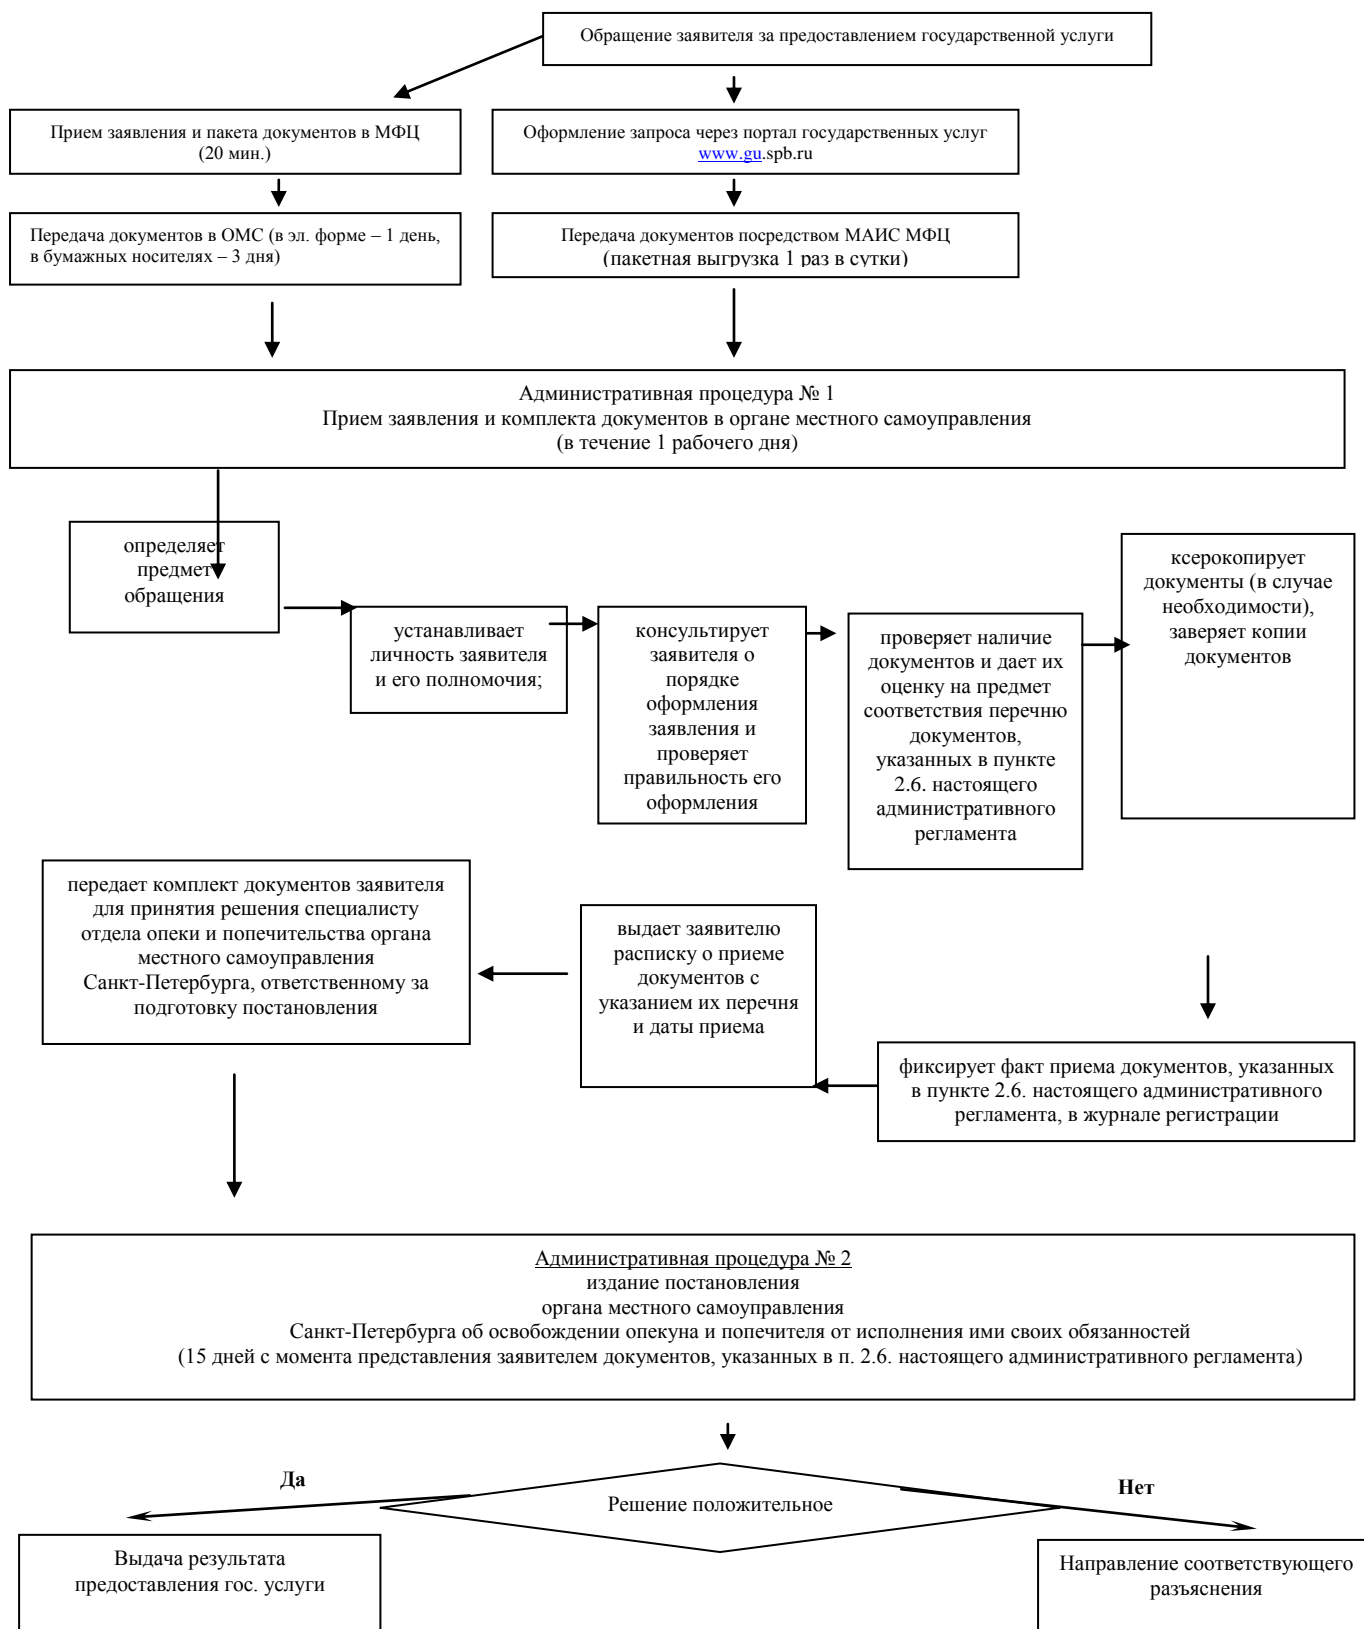 Обращение заявителя за предоставлением государственной услуги
Прием заявления и пакета документов в МФЦ
(20 мин.)
Оформление запроса через портал государственных услуг
www.gu.spb.ru
Передача документов в ОМС (в эл. форме – 1 день,
в бумажных носителях – 3 дня)
Передача документов посредством МАИС МФЦ
(пакетная выгрузка 1 раз в сутки)
Административная процедура № 1
Прием заявления и комплекта документов в органе местного самоуправления
(в течение 1 рабочего дня)
определяет
предмет
обращения
устанавливает
личность заявителя
и его полномочия;
консультирует
заявителя о
порядке
оформления
заявления и
проверяет
правильность его
оформления
проверяет наличие
документов и дает их
оценку на предмет
соответствия перечню
документов,
указанных в пункте
2.6. настоящего
административного
регламента
ксерокопирует
документы (в случае
необходимости),
заверяет копии
документов
передает комплект документов заявителя
для принятия решения специалисту
отдела опеки и попечительства органа
местного самоуправления
Санкт-Петербурга, ответственному за
подготовку постановления
выдает заявителю
расписку о приеме
документов с
указанием их перечня
и даты приема
фиксирует факт приема документов, указанных
в пункте 2.6. настоящего административного
регламента, в журнале регистрации
Административная процедура № 2
издание постановления
органа местного самоуправления
Санкт-Петербурга об освобождении опекуна и попечителя от исполнения ими своих обязанностей
(15 дней с момента представления заявителем документов, указанных в п. 2.6. настоящего административного регламента)
Да
Решение положительное
Нет
Выдача результата
предоставления гос. услуги
Направление соответствующего
разъяснения